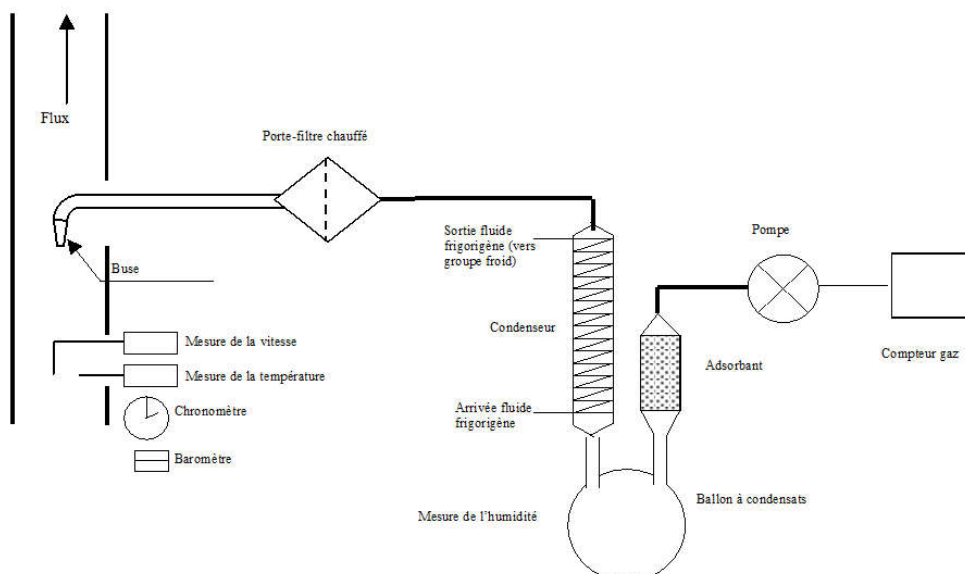 Flux
Porte-filtre chauffé
Sortie fluide
frigorigène (vers
groupe froid)
Pompe
Buse
Condenseur
Mesure de la vitesse
Compteur gaz
Adsorbant
Mesure de la température
Chronomètre
Arrivée fluide
frigorigène
Baromètre
Ballon à condensats
Mesure de l'humidité